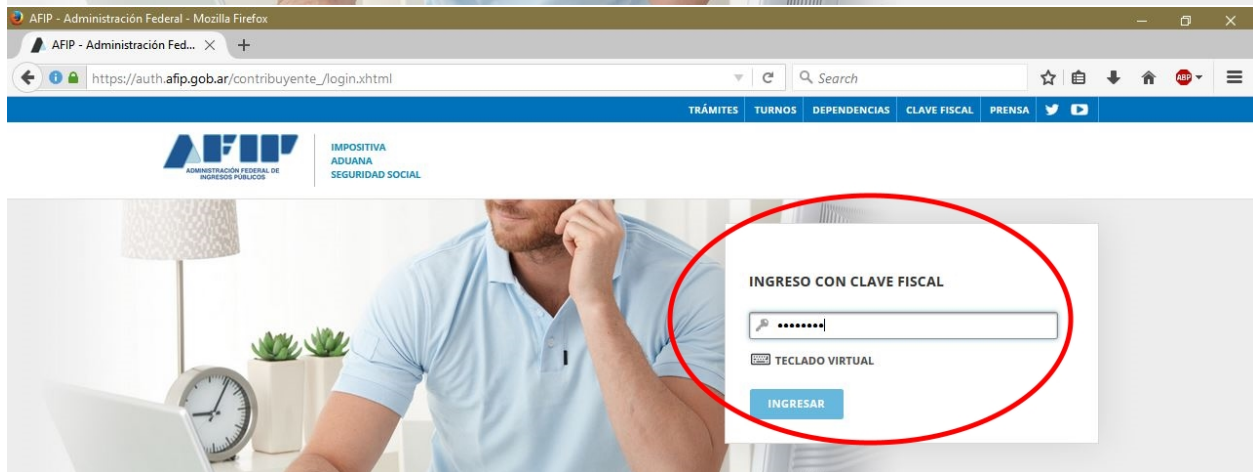 AFIP - Administración Federal - Mozilla Firefox
AFIP - Administración Fed...
https://auth.afip.gob.ar/contribuyente_/login.xhtml
Search
ABP
TRÁMITES TURNOS DEPENDENCIAS CLAVE FISCAL PRENSA
AFIP
ADMINISTRACIÓN FEDERAL DE
INGRESOS PÚBLICOS
IMPOSITIVA
ADUANA
SEGURIDAD SOCIAL
INGRESO CON CLAVE FISCAL
••••••••
TECLADO VIRTUAL
INGRESAR